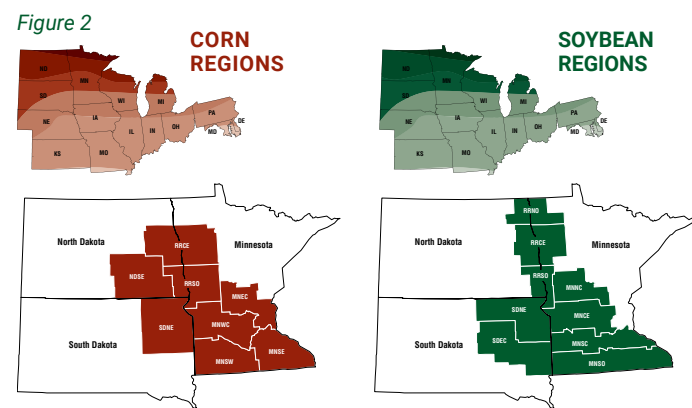 Figure 2
CORN
REGIONS
ND
MN
SD
WI
MI
NE
IA
PA
IL
IN
OH
MD
DE
KS
MO
North Dakota
RRCE
Minnesota
NDSE
RRSO
MNEC
SDNE
MNWC
South Dakota
MNSE
MNSW
SOYBEAN
REGIONS
ND
MN
SD
WI
MI
NE
IA
PA
IL
IN
OH
MD
DE
KS
MO
RRNO
North Dakota
RRCE
Minnesota
RRSO
MNNC
SDNE
MNCE
South Dakota
SDEC
MNSC
MNSO